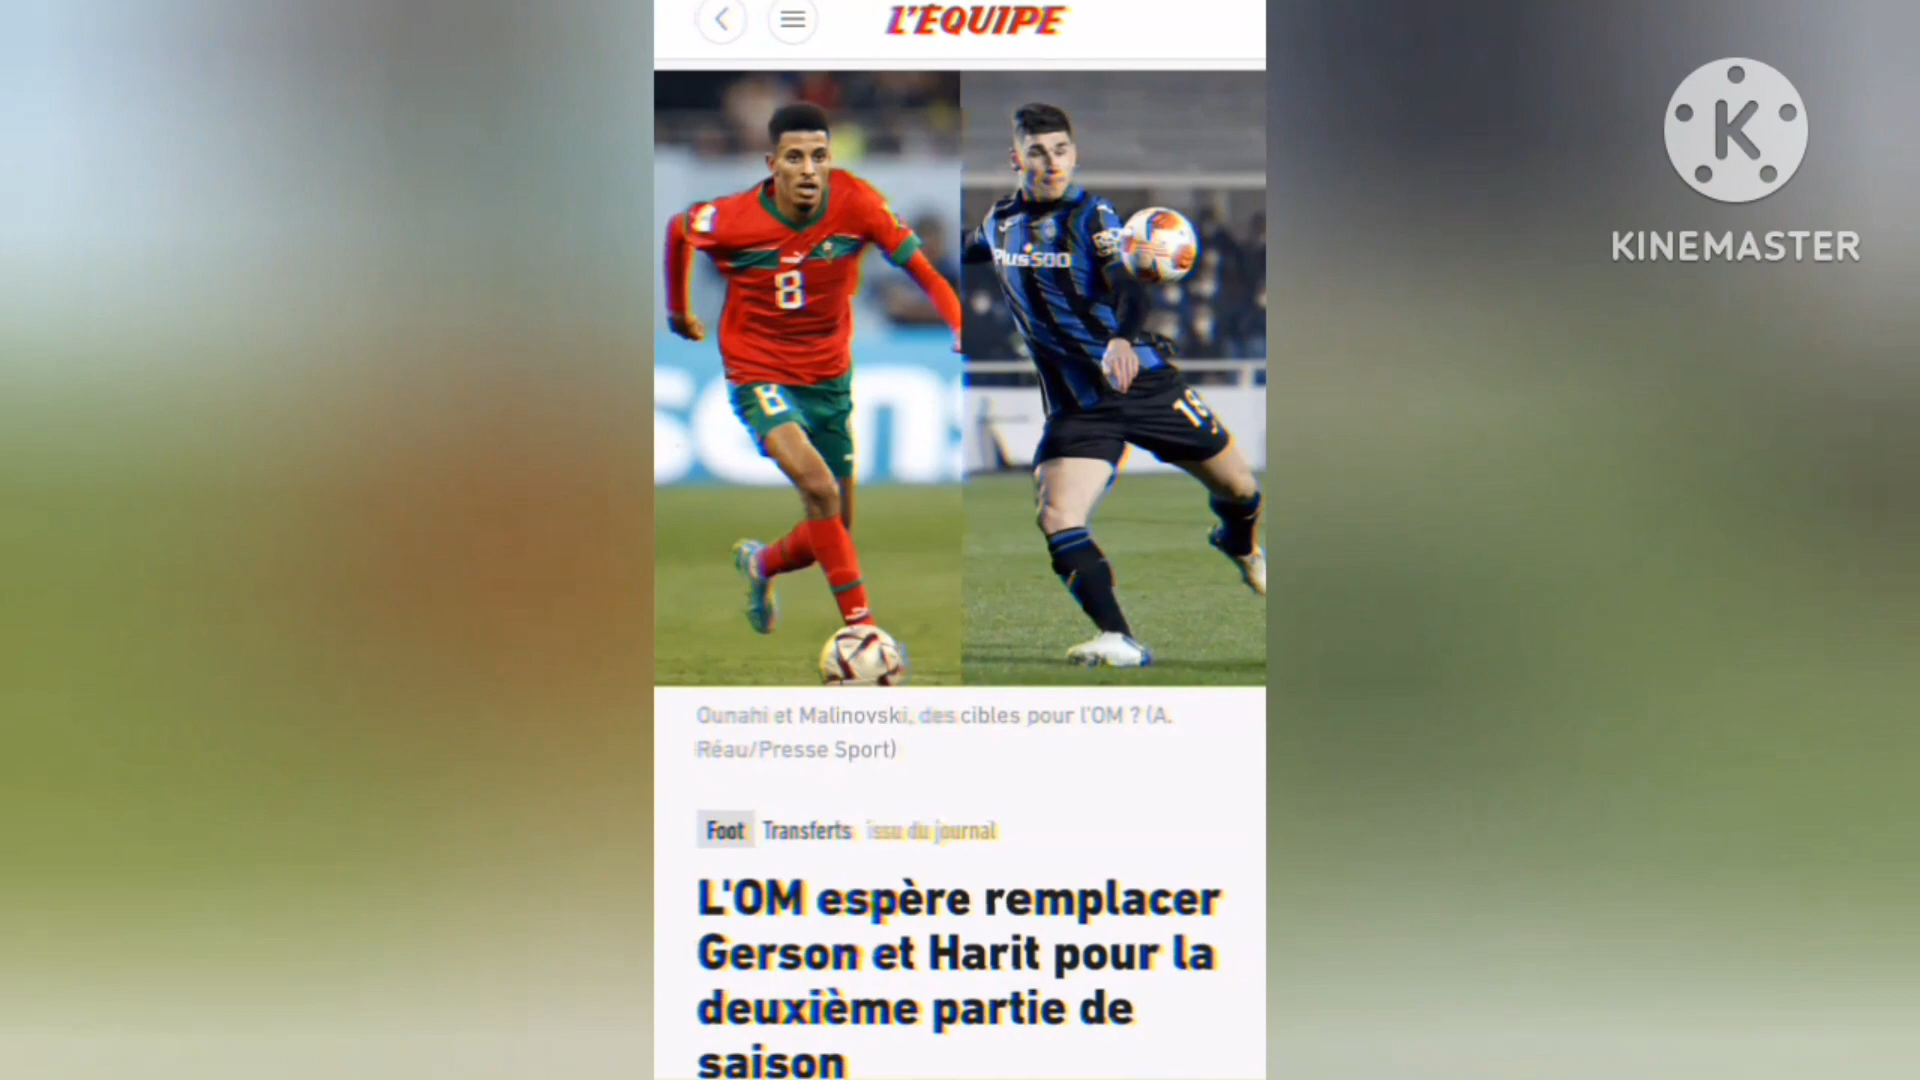 L'ÉQUIPE
K
KINEMASTER
Plus500
8
8
18
Ounahi et Malinovski, des cibles pour l'OM ? (A.
Réau/Presse Sport)
Foot Transferts issu du journal
L'OM espère remplacer
Gerson et Harit pour la
deuxième partie de
saison